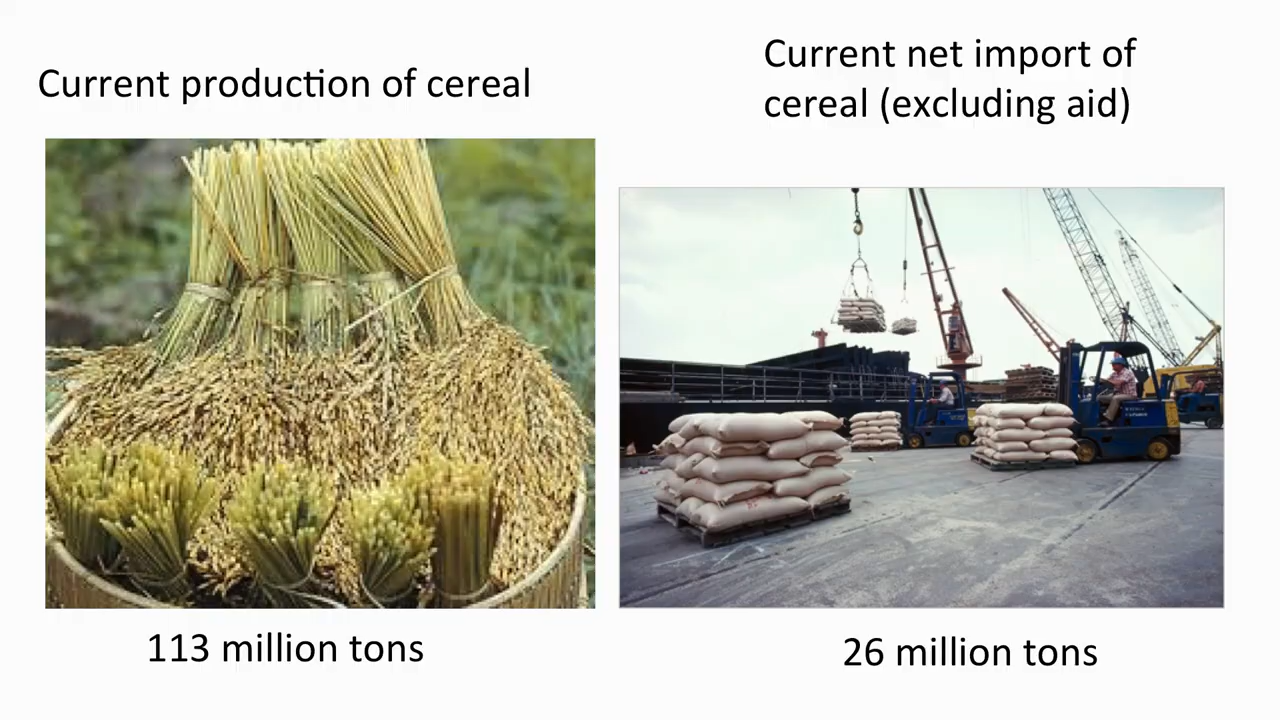 Current production of cereal
Current net import of
cereal (excluding aid)
113 million tons
26 million tons